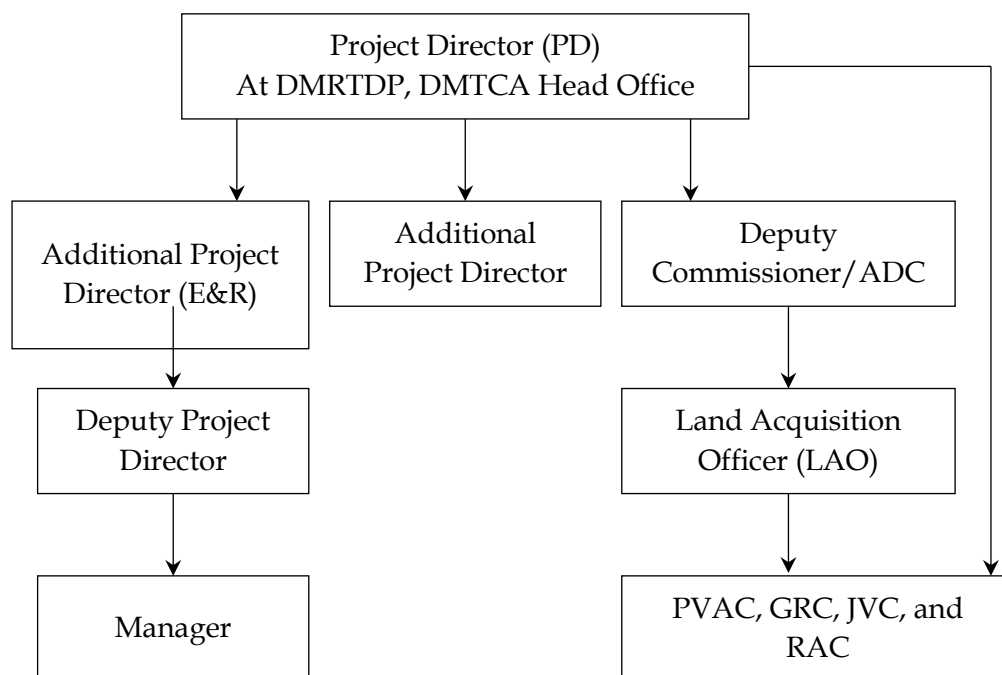 Project Director (PD)
At DMRTDP, DMTCA Head Office
Additional Project
Director (E&R)
Additional
Project Director
Deputy
Commissioner/ADC
Deputy Project
Director
Land Acquisition
Officer (LAO)
Manager
PVAC, GRC, JVC, and
RAC